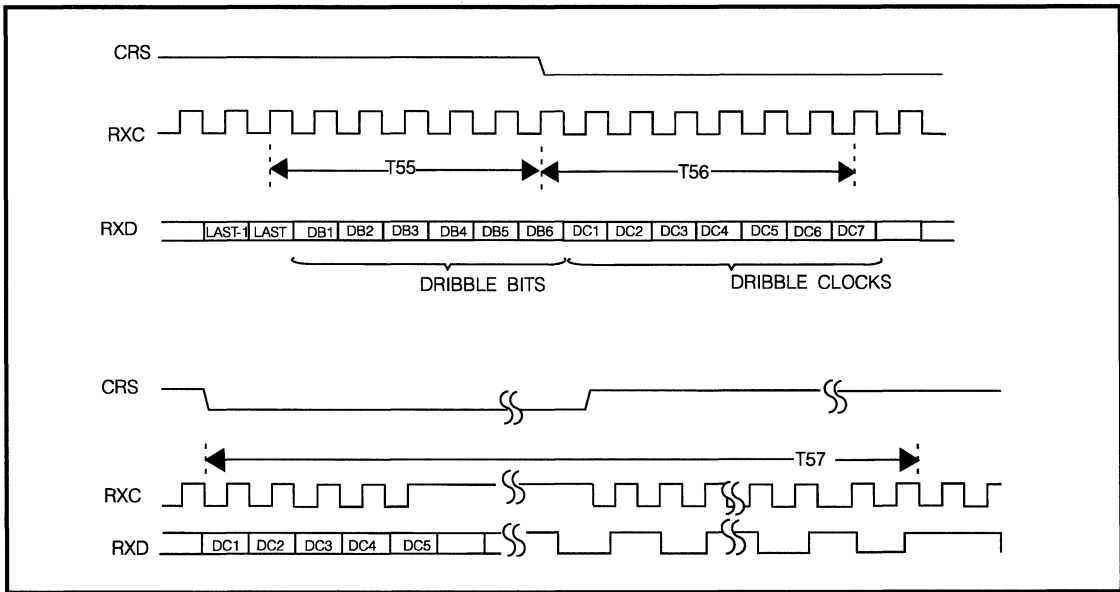 CRS
RXC
T55 T56
RXD LAST-1 LAST DB1 DB2 DB3 DB4 DB5 DB6 DC1 DC2 DC3 DC4 DC5 DC6 DC7
DRIBBLE BITS DRIBBLE CLOCKS
CRS
T57
RXC
RXD DC1 DC2 DC3 DC4 DC5